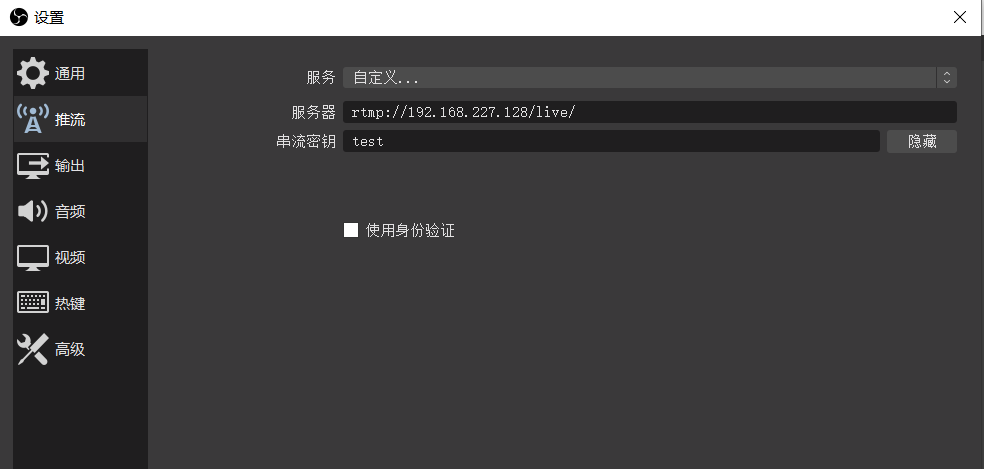 设置
通用
推流
输出
音频
视频
热键
高级
服务 自定义...
服务器 rtmp://192.168.227.128/live/
串流密钥 test 隐藏
使用身份验证